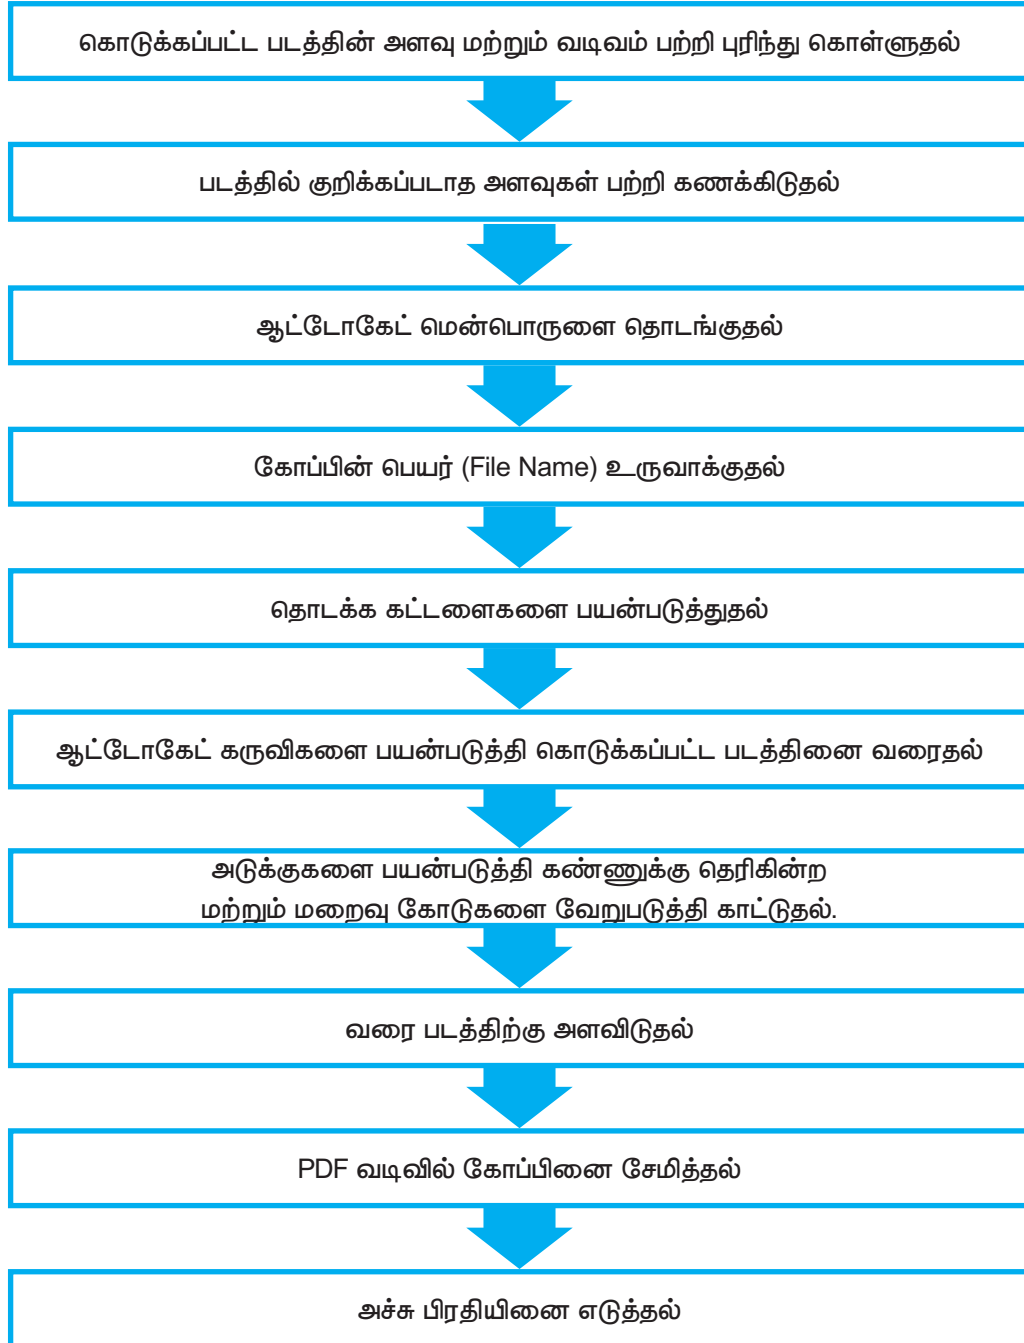 கொடுக்கப்பட்ட படத்தின் அளவு மற்றும் வடிவம் பற்றி புரிந்து கொள்ளுதல்
படத்தில் குறிக்கப்படாத அளவுகள் பற்றி கணக்கிடுதல்
ஆட்டோகேட் மென்பொருளை தொடங்குதல்
கோப்பின் பெயர் (File Name) உருவாக்குதல்
தொடக்க கட்டளைகளை பயன்படுத்துதல்
ஆட்டோகேட் கருவிகளை பயன்படுத்தி கொடுக்கப்பட்ட படத்தினை வரைதல்
அடுக்குகளை பயன்படுத்தி கண்ணுக்கு தெரிகின்ற
மற்றும் மறைவு கோடுகளை வேறுபடுத்தி காட்டுதல்.
வரை படத்திற்கு அளவிடுதல்
PDF வடிவில் கோப்பினை சேமித்தல்
அச்சு பிரதியினை எடுத்தல்